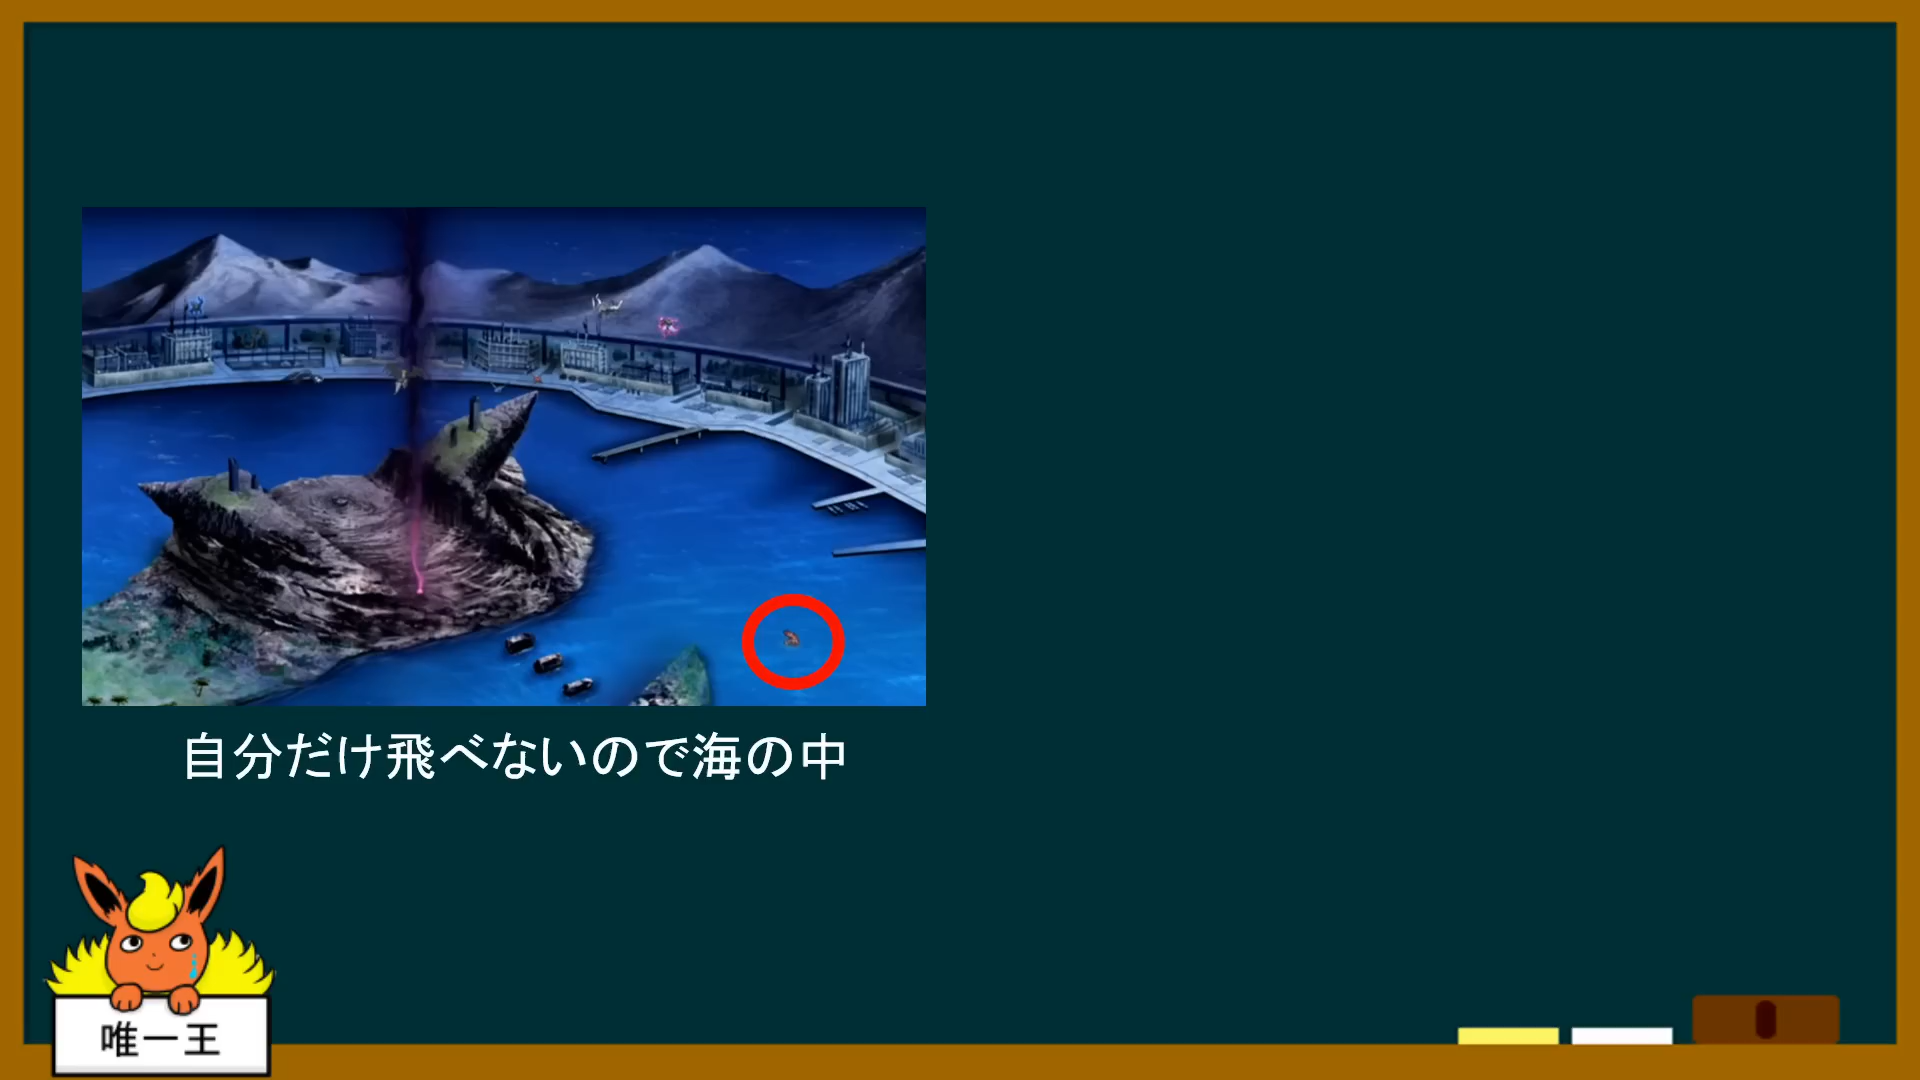 自分だけ飛べないので海の中
唯一王